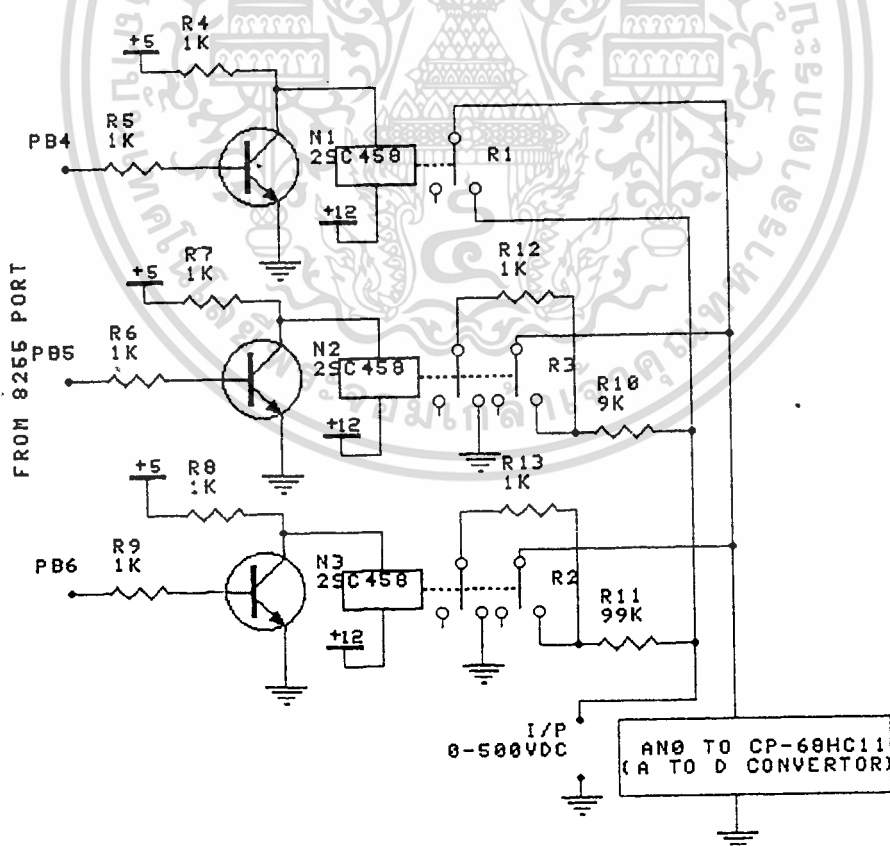 R4
1K
+5
R5
1K
PB4
N1
2SC458
R1
+12
R7
1K
+5
R12
1K
R6
1K
PB5
N2
2SC458
R3
R10
9K
+12
FROM 8255 PORT
R8
1K
+5
R13
1K
R9
1K
PB6
N3
2SC458
R2
R11
99K
+12
I/P
0-500VDC
AN0 TO CP-68HC11
(A TO D CONVERTOR)